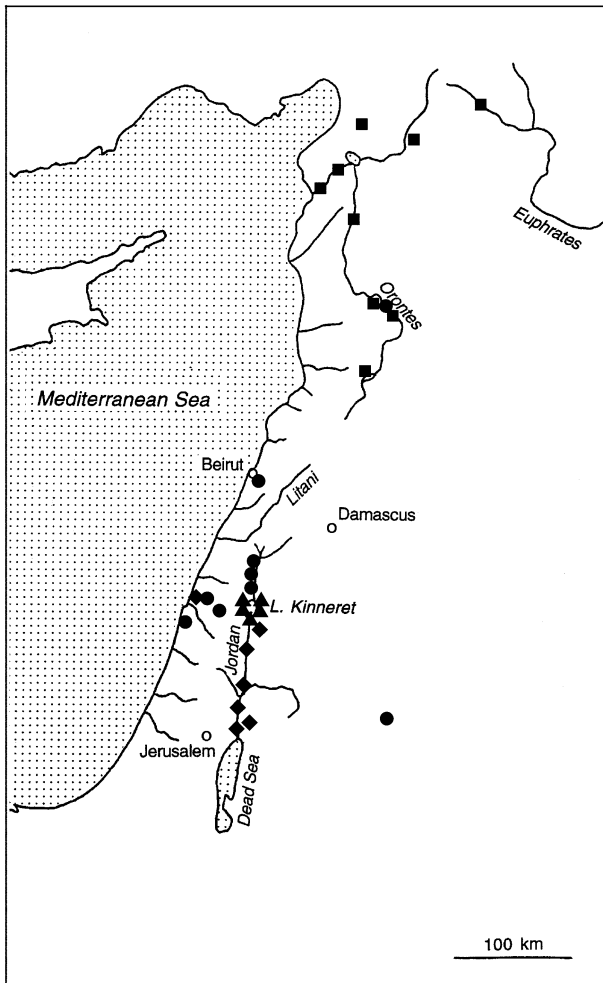 Euphrates
Orontes
Mediterranean Sea
Beirut
Litani
Damascus
L. Kinneret
Jordan
Jerusalem
Dead Sea
100 km